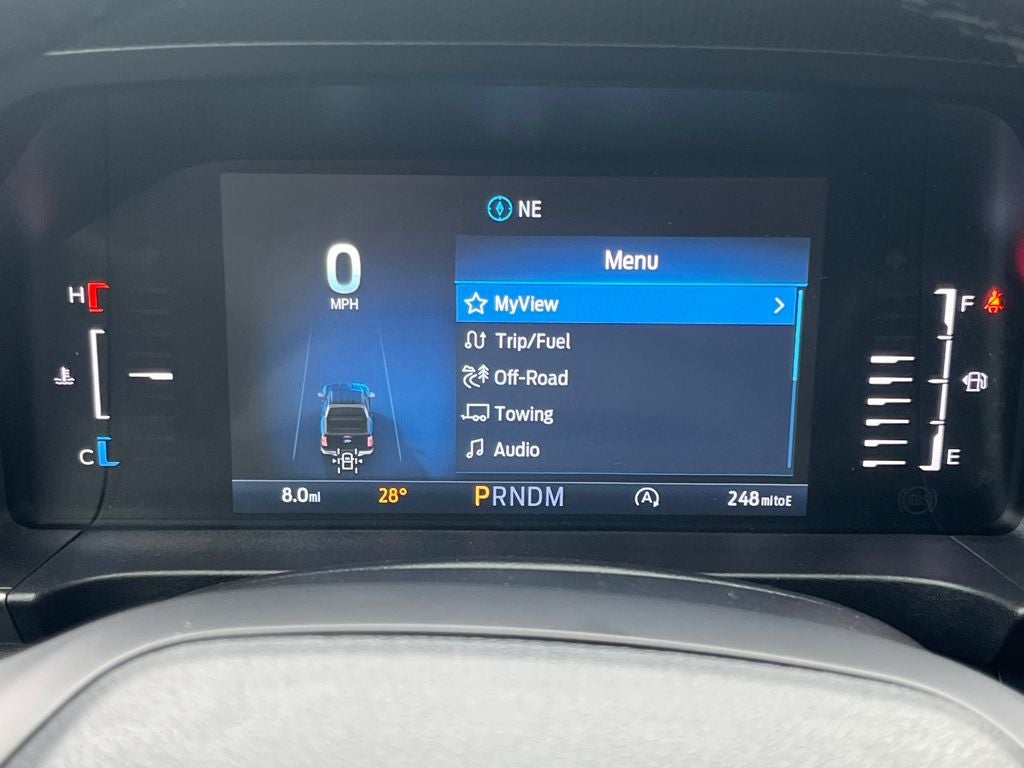 NE
0
MPH
Menu
MyView
Trip/Fuel
Off-Road
Towing
Audio
H
C
F
E
8.0mi 28° PRNDM A 248mitoE